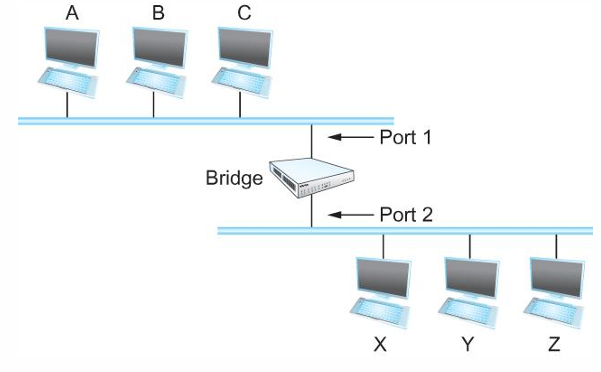 A B C
Port 1
Bridge
Port 2
X Y Z